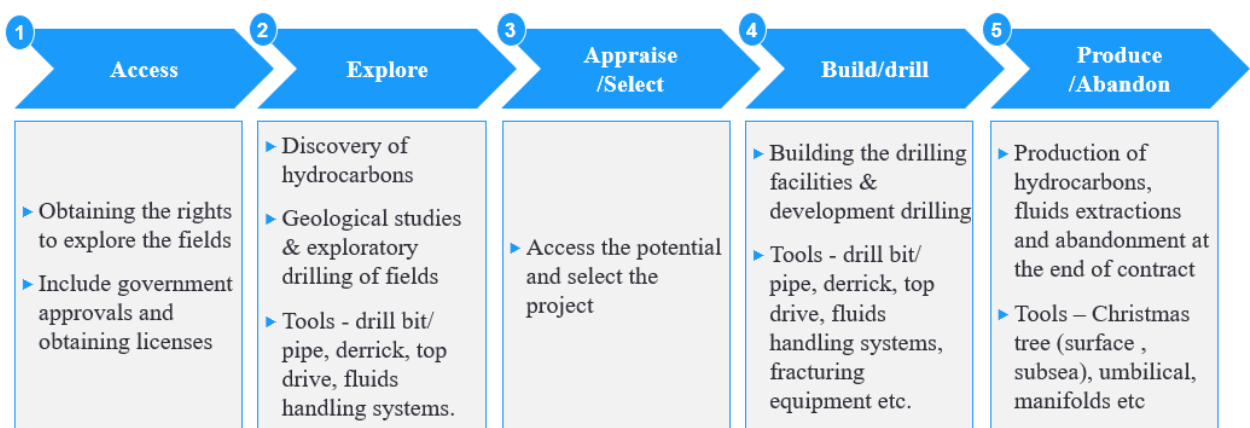 1
Access
2
Explore
3
Appraise
/Select
4
Build/drill
5
Produce
/Abandon
Obtaining the rights
to explore the fields
Include government
approvals and
obtaining licenses
Discovery of
hydrocarbons
Geological studies
& exploratory
drilling of fields
Tools - drill bit/
pipe, derrick, top
drive, fluids
handling systems.
Access the potential
and select the
project
Building the drilling
facilities &
development drilling
Tools - drill bit/
pipe, derrick, top
drive, fluids
handling systems,
fracturing
equipment etc.
Production of
hydrocarbons,
fluids extractions
and abandonment at
the end of contract
Tools – Christmas
tree (surface ,
subsea), umbilical,
manifolds etc